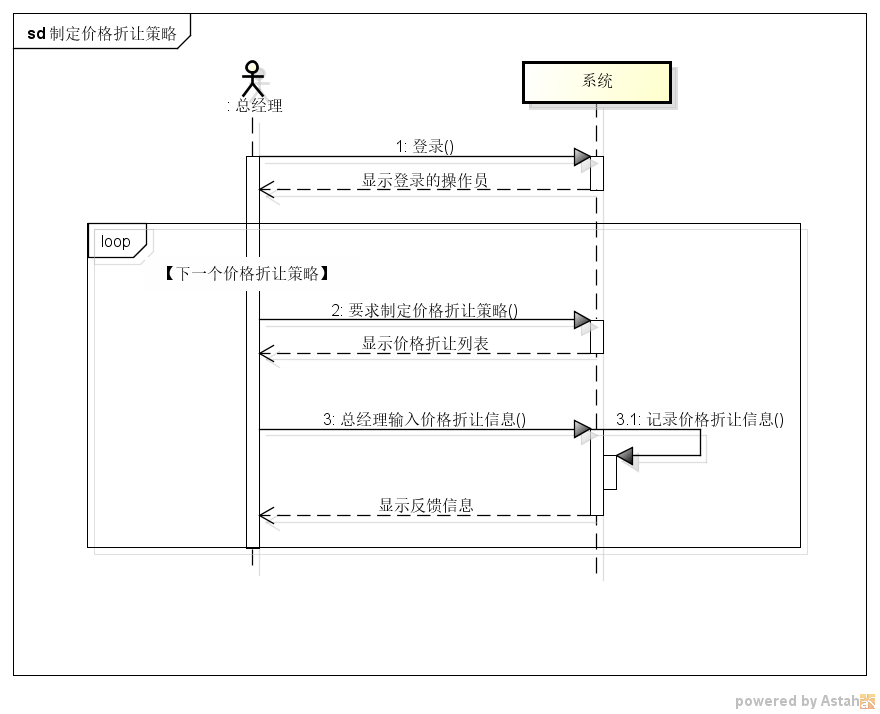 sd 制定价格折让策略
: 总经理
系统
1: 登录()
显示登录的操作员
loop
【下一个价格折让策略】
2: 要求制定价格折让策略()
显示价格折让列表
3: 总经理输入价格折让信息()
3.1: 记录价格折让信息()
显示反馈信息
powered by Astah